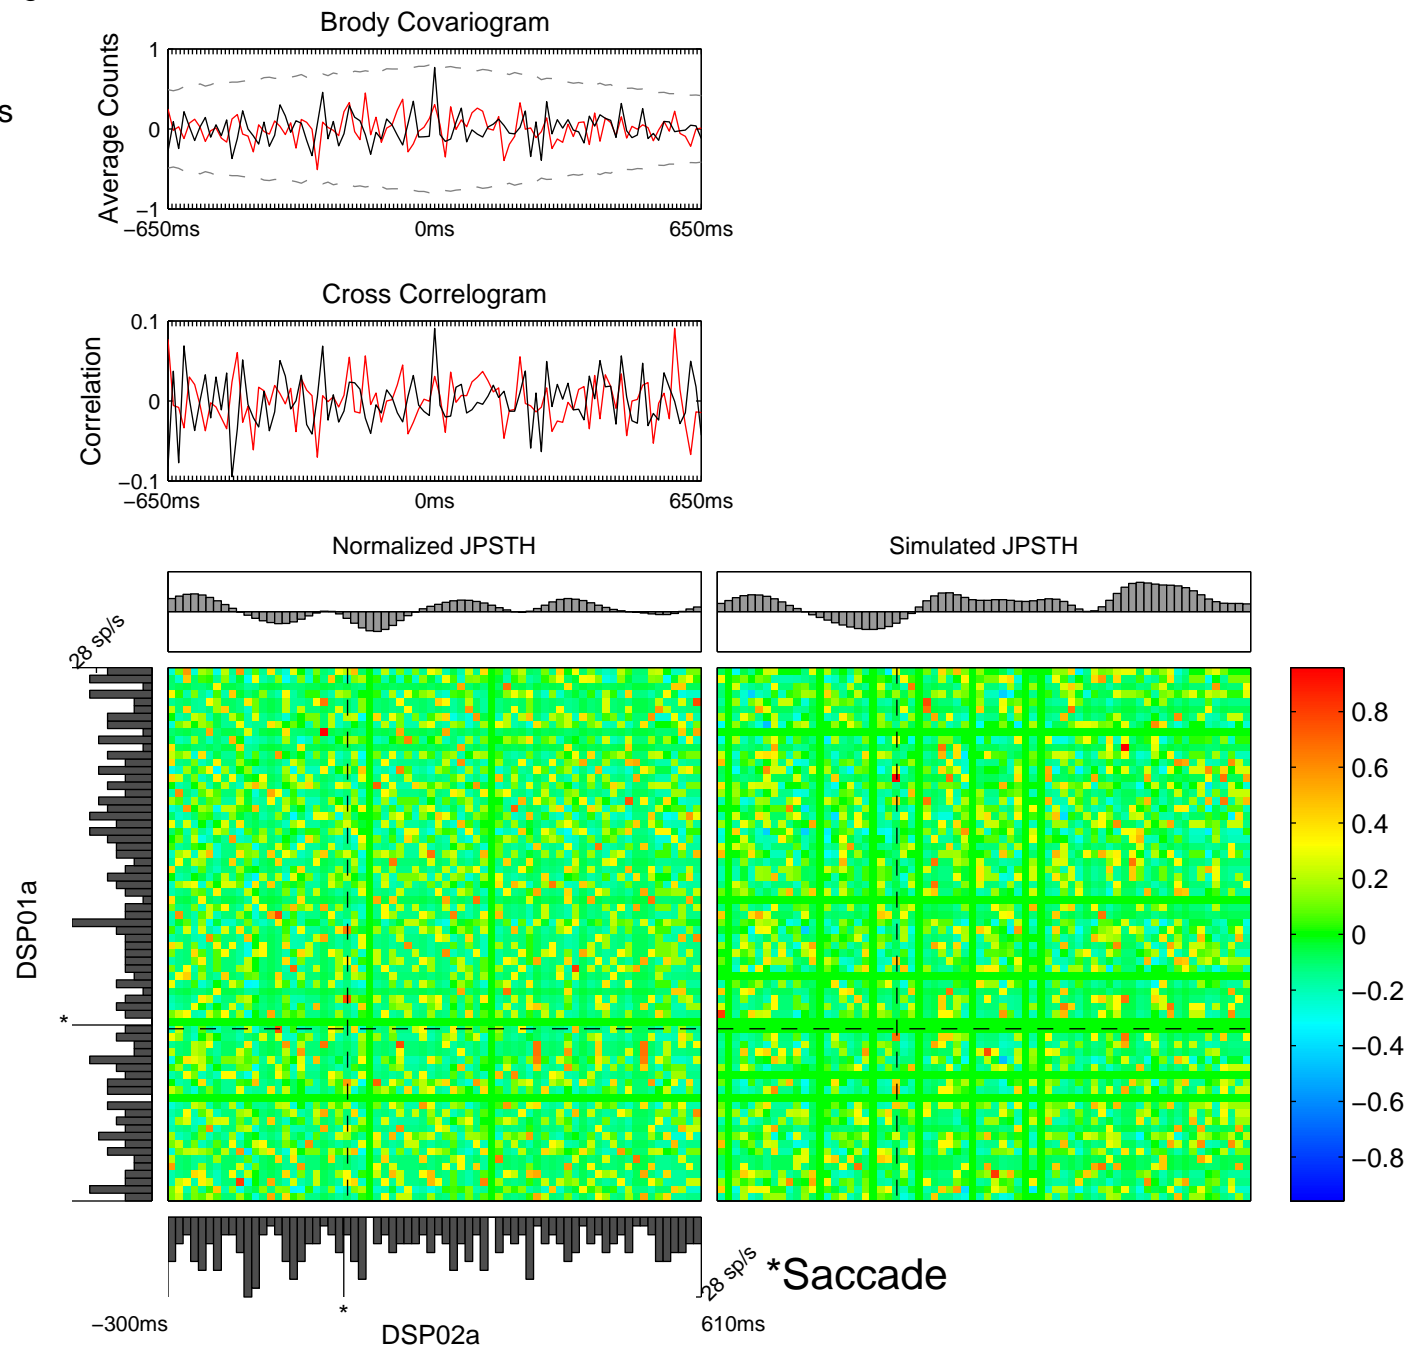 Brody Covariogram
Average Counts
1
0
−1
−650ms 0ms 650ms
s
Cross Correlogram
Correlation
0.1
0
−0.1
−650ms 0ms 650ms
Normalized JPSTH
Simulated JPSTH
28 sp/s
DSP01a
*
0.8
0.6
0.4
0.2
0
−0.2
−0.4
−0.6
−0.8
28 sp/s
*Saccade
*
−300ms
DSP02a
610ms